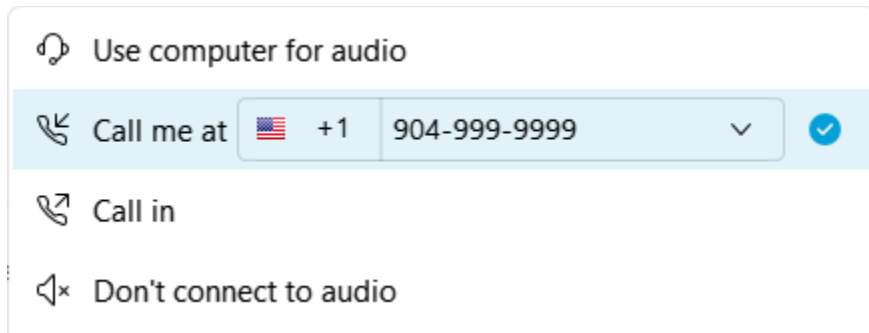 Use computer for audio
Call me at +1 904-999-9999
Call in
Don't connect to audio